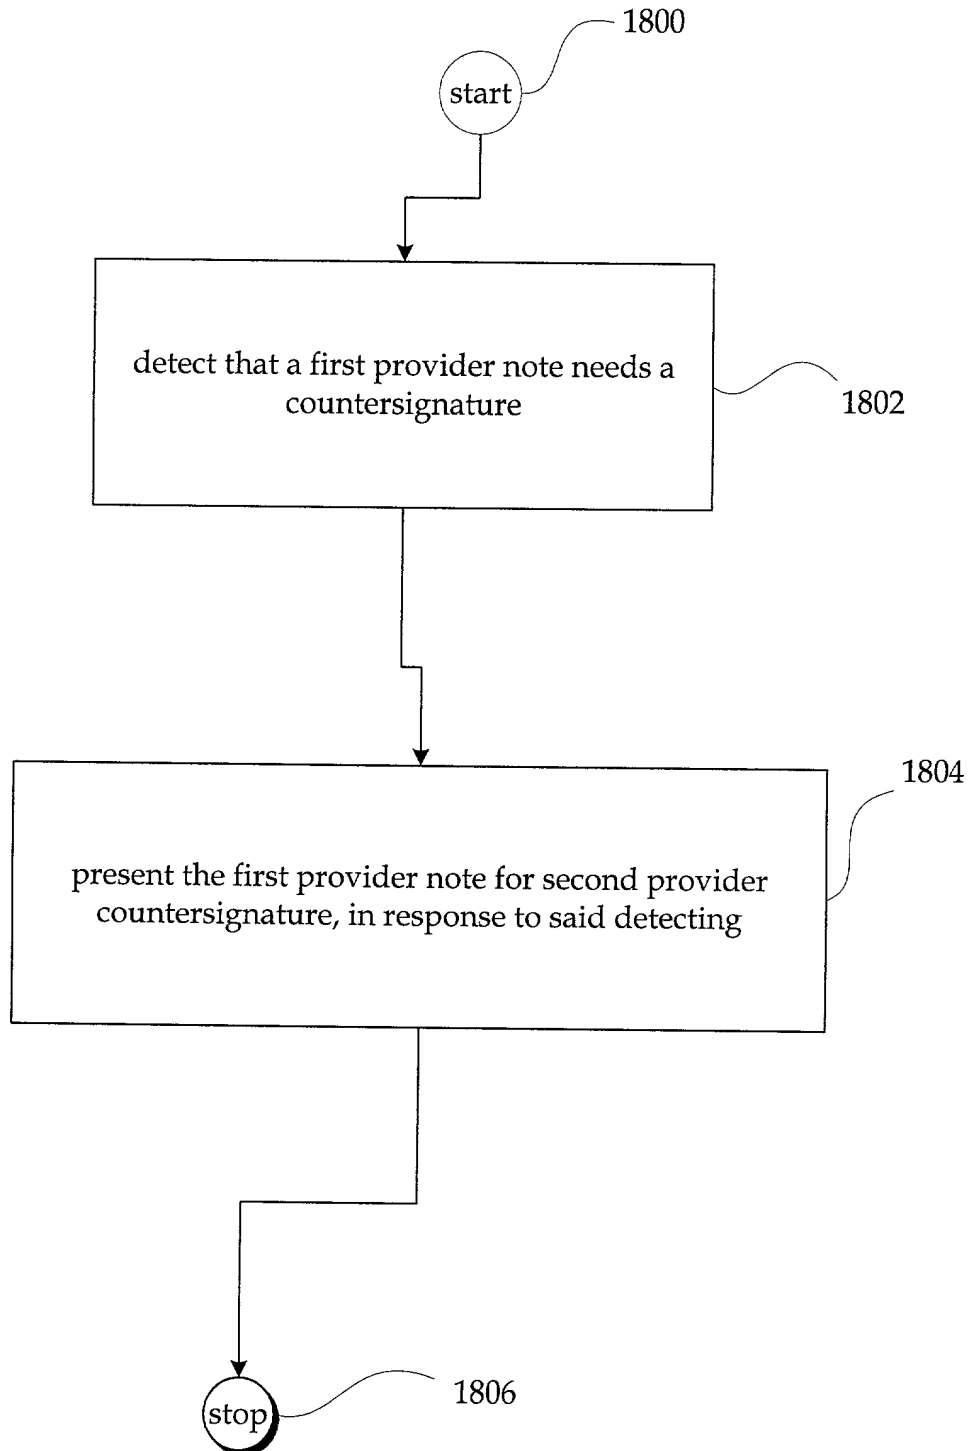 1800
start
detect that a first provider note needs a
countersignature
1802
1804
present the first provider note for second provider
countersignature, in response to said detecting
1806
stop